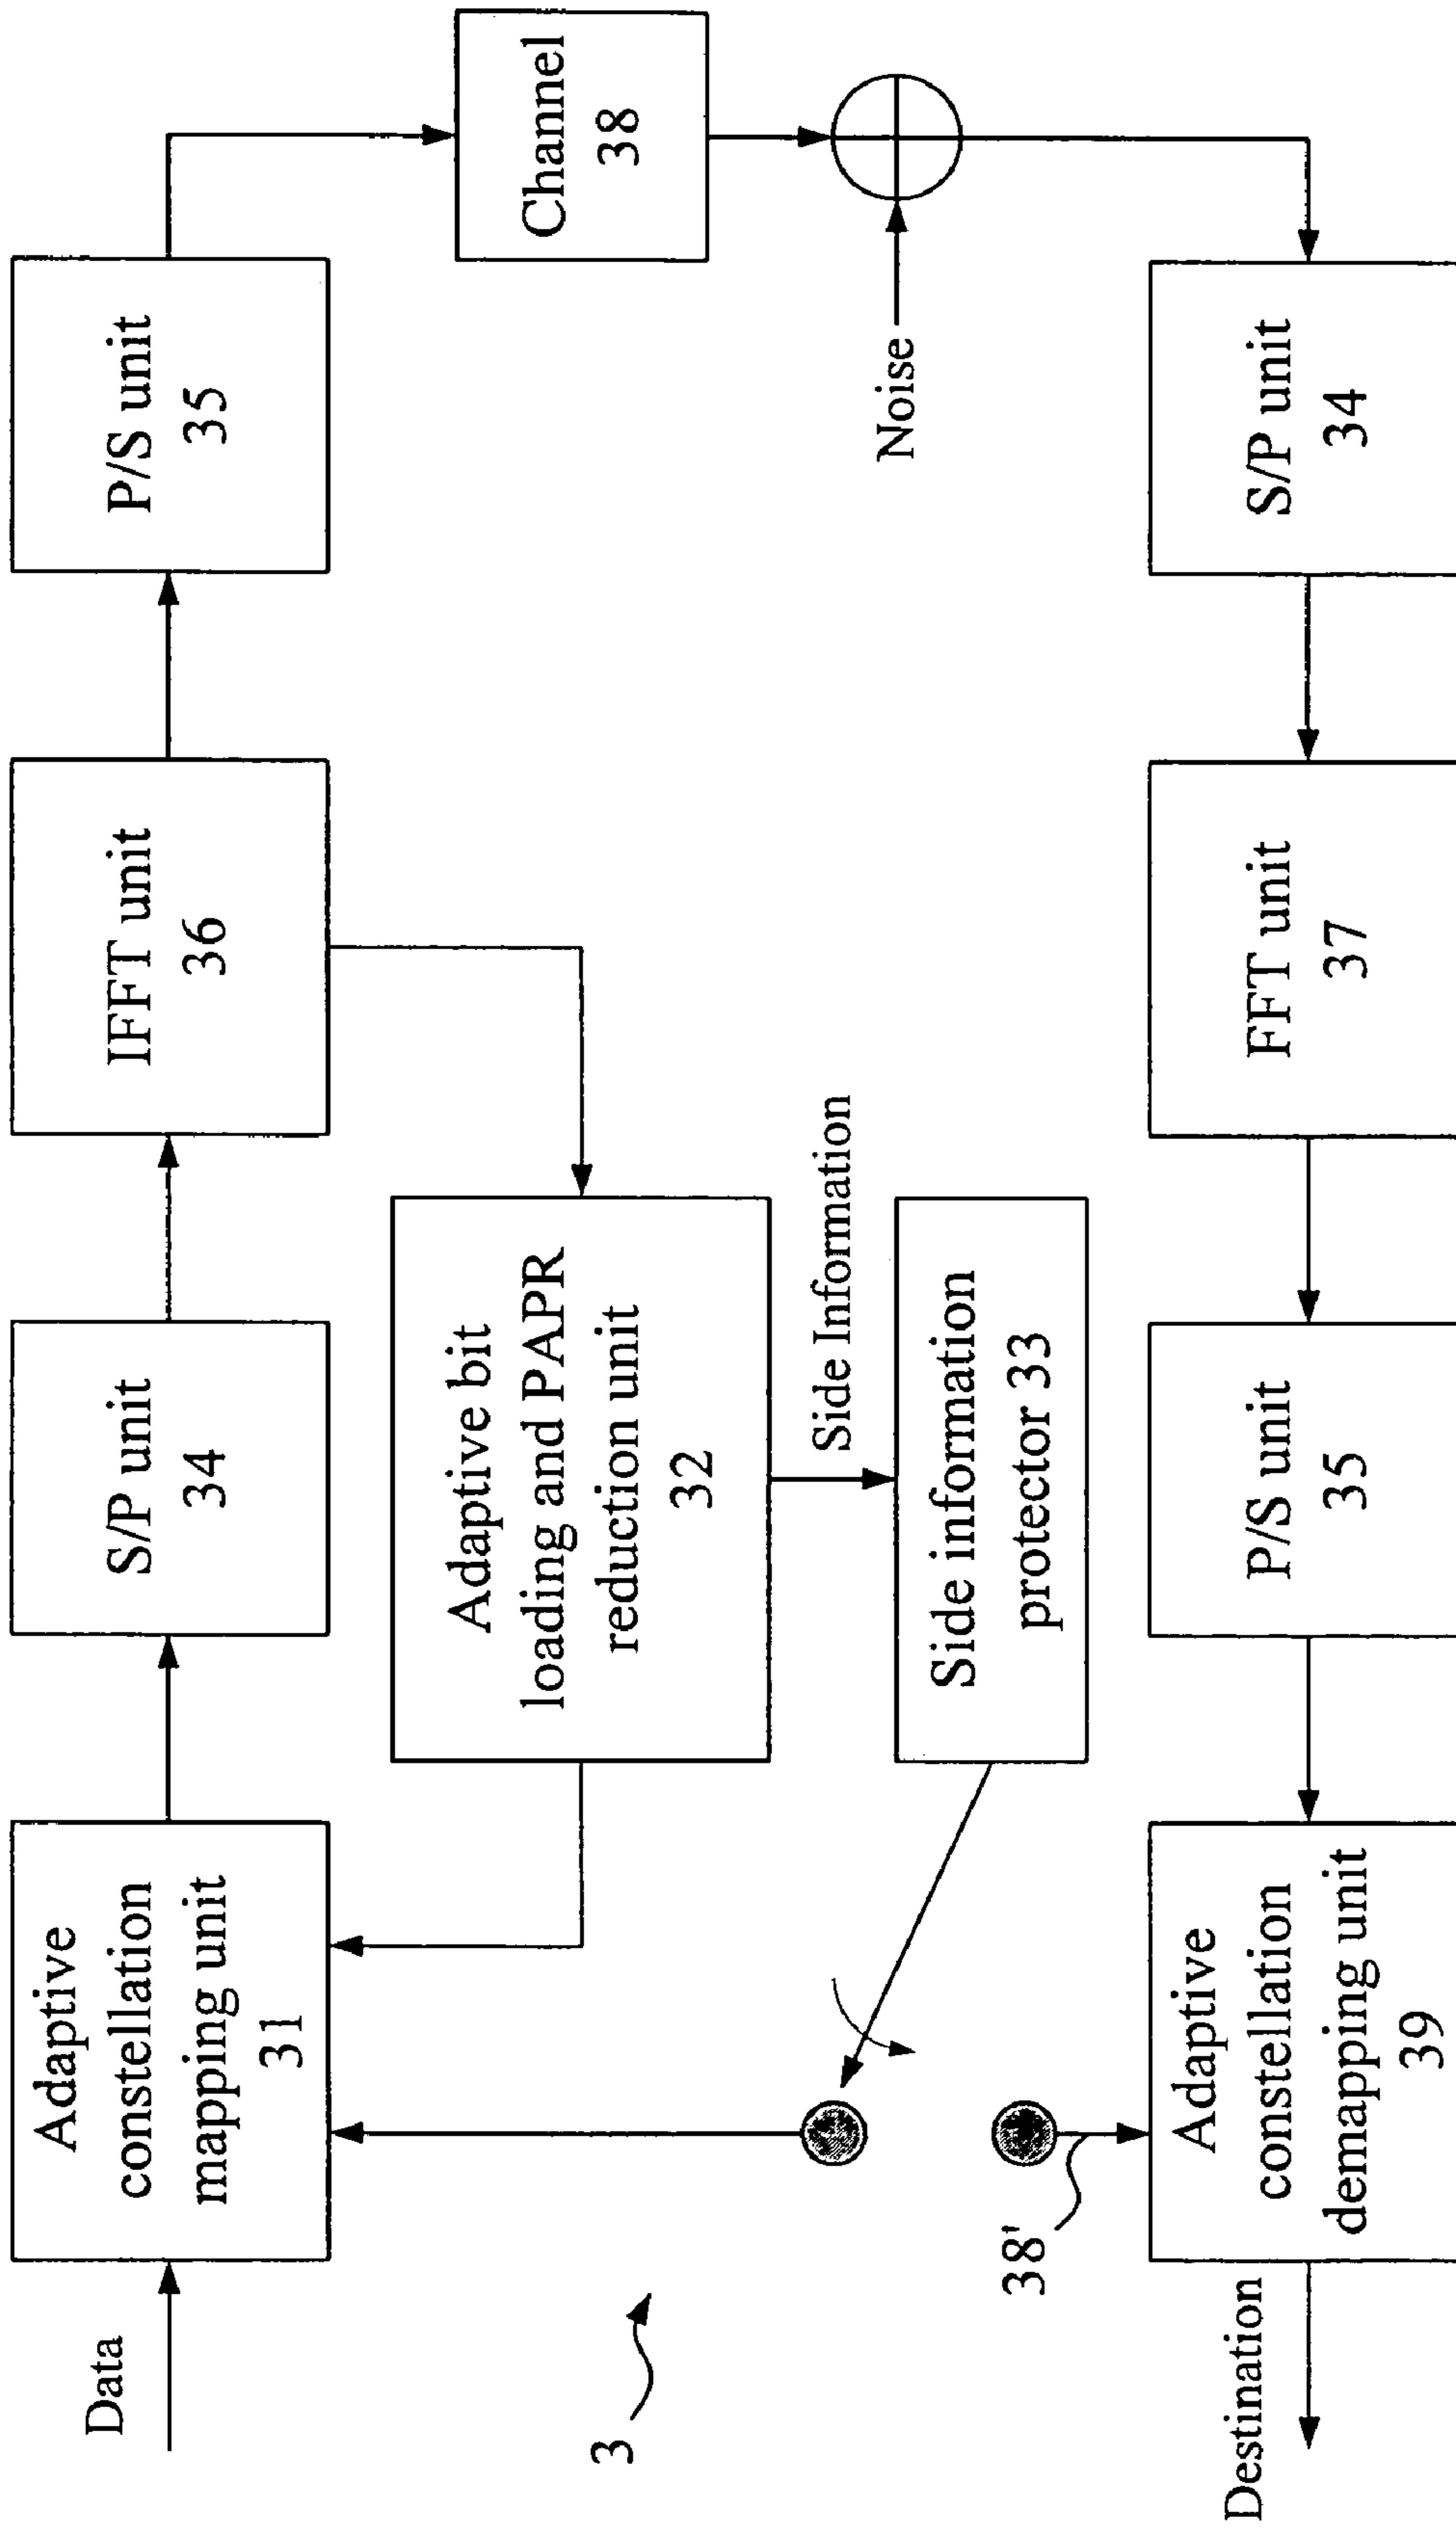 Data
Adaptive
constellation
mapping unit
31
S/P unit
34
IFFT unit
36
P/S unit
35
Channel
38
Adaptive bit
loading and PAPR
reduction unit
32
Side Information
Side information
protector 33
Noise
3
38'
Destination
Adaptive
constellation
demapping unit
39
P/S unit
35
FFT unit
37
S/P unit
34